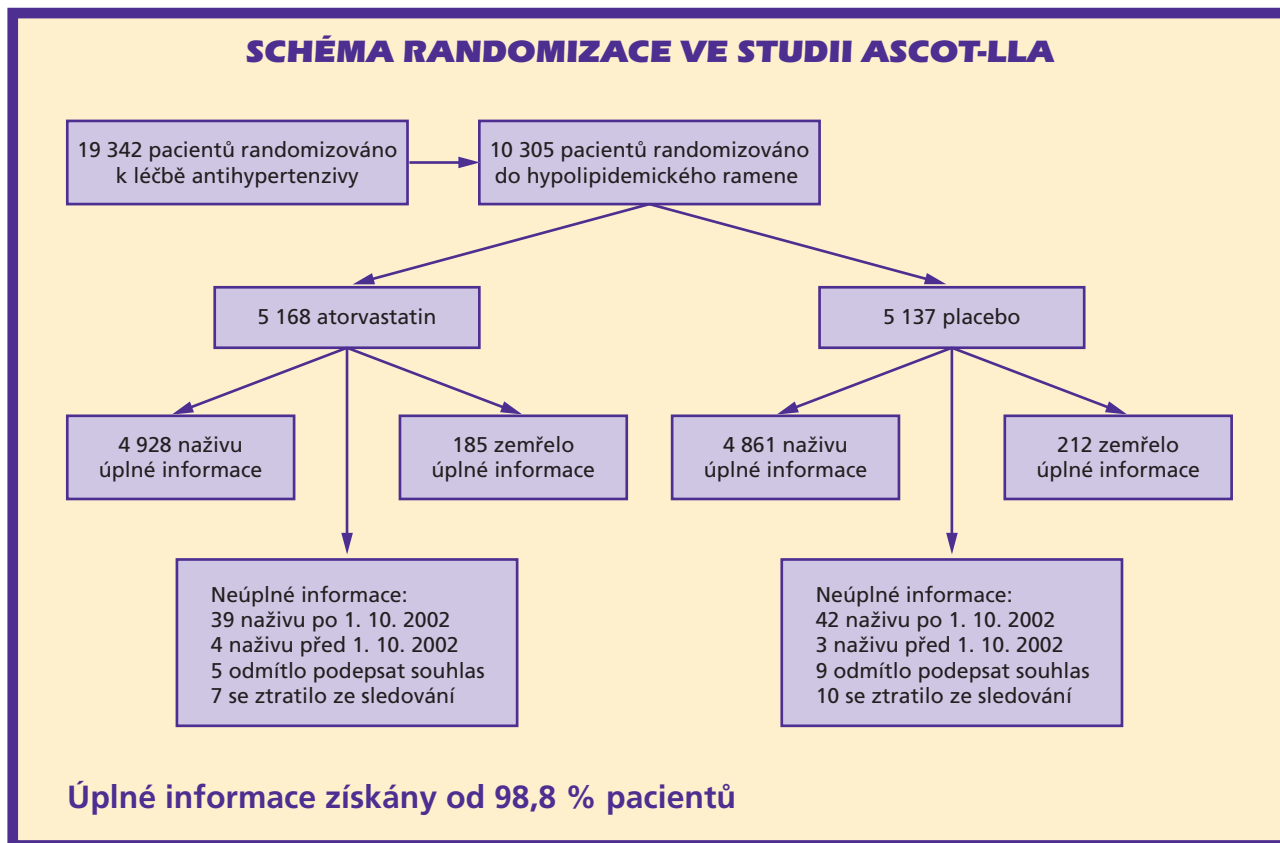 SCHÉMA RANDOMIZACE VE STUDII ASCOT-LLA
19 342 pacientů randomizováno
k léčbě antihypertenzivy
10 305 pacientů randomizováno
do hypolipidemického ramene
5 168 atorvastatin
5 137 placebo
4 928 naživu
úplné informace
185 zemřelo
úplné informace
4 861 naživu
úplné informace
212 zemřelo
úplné informace
Neúplné informace:
39 naživu po 1. 10. 2002
4 naživu před 1. 10. 2002
5 odmítlo podepsat souhlas
7 se ztratilo ze sledování
Neúplné informace:
42 naživu po 1. 10. 2002
3 naživu před 1. 10. 2002
9 odmítlo podepsat souhlas
10 se ztratilo ze sledování
Úplné informace získány od 98,8 % pacientů